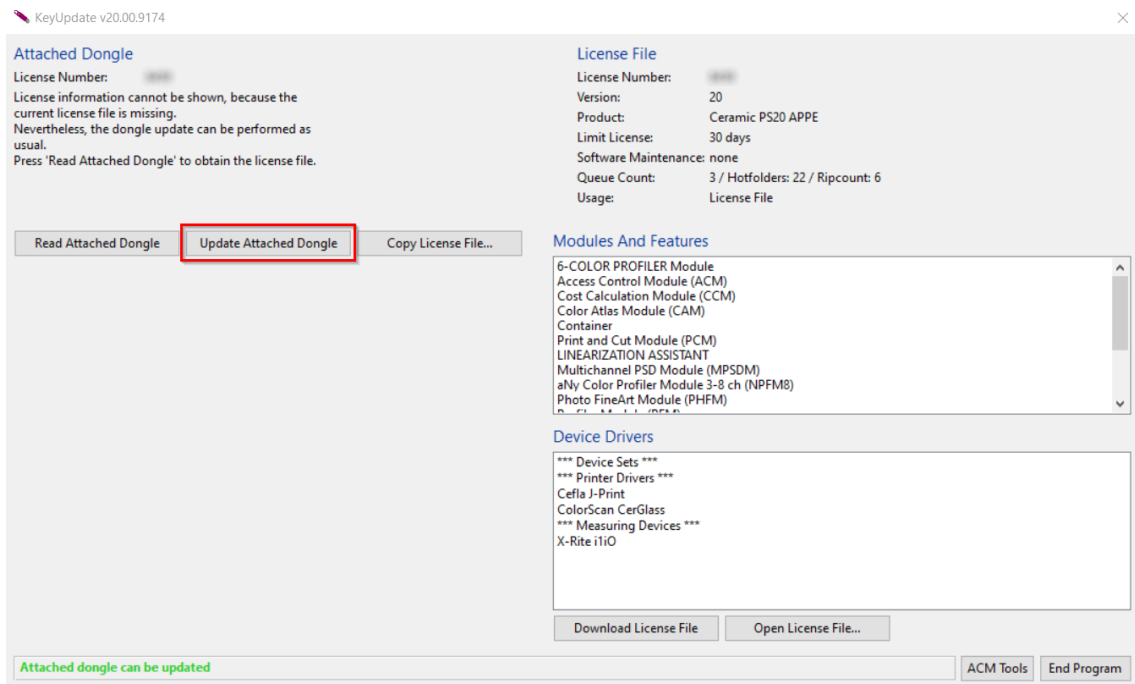 KeyUpdate v20.00.9174
Attached Dongle
License Number:
License information cannot be shown, because the
current license file is missing.
Nevertheless, the dongle update can be performed as
usual.
Press 'Read Attached Dongle' to obtain the license file.
Read Attached Dongle
Update Attached Dongle
Copy License File...
License File
License Number:
Version: 20
Product: Ceramic PS20 APPE
Limit License: 30 days
Software Maintenance: none
Queue Count: 3 / Hotfolders: 22 / Ripcount: 6
Usage: License File
Modules And Features
6-COLOR PROFILER Module
Access Control Module (ACM)
Cost Calculation Module (CCM)
Color Atlas Module (CAM)
Container
Print and Cut Module (PCM)
LINEARIZATION ASSISTANT
Multichannel PSD Module (MPSDM)
aNy Color Profiler Module 3-8 ch (NPFM8)
Photo FineArt Module (PHFM)
Device Drivers
*** Device Sets ***
*** Printer Drivers ***
Cefla J-Print
ColorScan CerGlass
*** Measuring Devices ***
X-Rite i1iO
Download License File
Open License File...
Attached dongle can be updated
ACM Tools
End Program